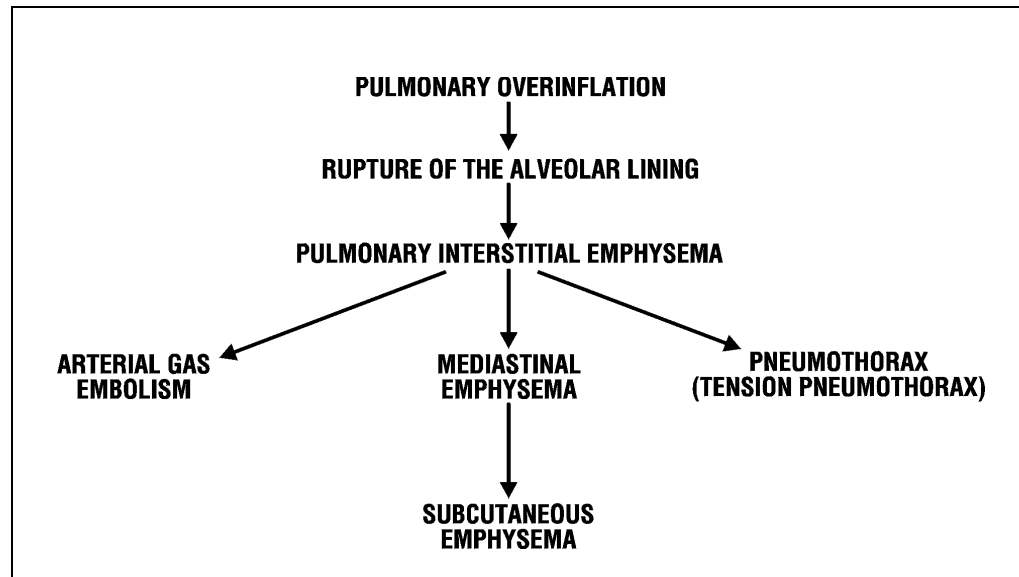 PULMONARY OVERINFLATION
RUPTURE OF THE ALVEOLAR LINING
PULMONARY INTERSTITIAL EMPHYSEMA
ARTERIAL GAS
EMBOLISM
MEDIASTINAL
EMPHYSEMA
PNEUMOTHORAX
(TENSION PNEUMOTHORAX)
SUBCUTANEOUS
EMPHYSEMA